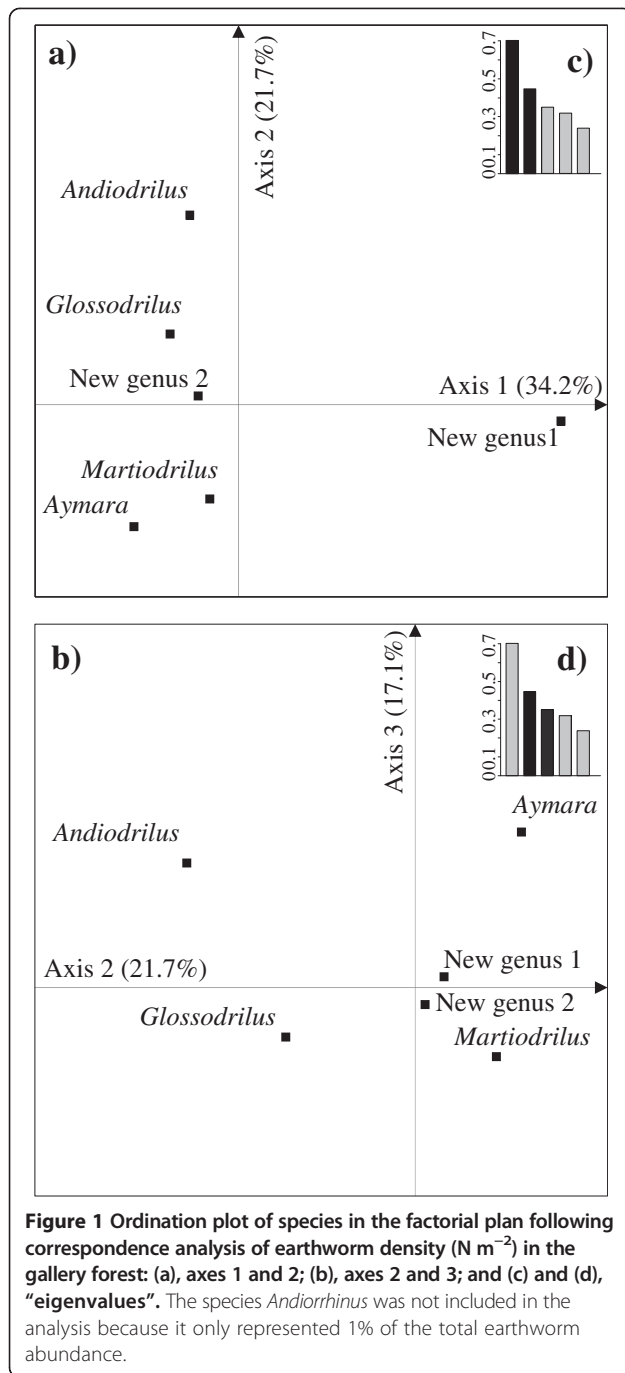 a)
c)
0.7
0.5
0.3
00.1
Axis 2 (21.7%)
Andiodrilus
Glossodrilus
New genus 2
Axis 1 (34.2%)
New genus1
Martiodrilus
Aymara
b)
d)
0.7
0.5
0.3
00.1
Axis 3 (17.1%)
Aymara
Andiodrilus
Axis 2 (21.7%)
New genus 1
New genus 2
Glossodrilus
Martiodrilus
Figure 1 Ordination plot of species in the factorial plan following
correspondence analysis of earthworm density (N m⁻²) in the
gallery forest: (a), axes 1 and 2; (b), axes 2 and 3; and (c) and (d),
“eigenvalues”. The species Andiorrhinus was not included in the
analysis because it only represented 1% of the total earthworm
abundance.